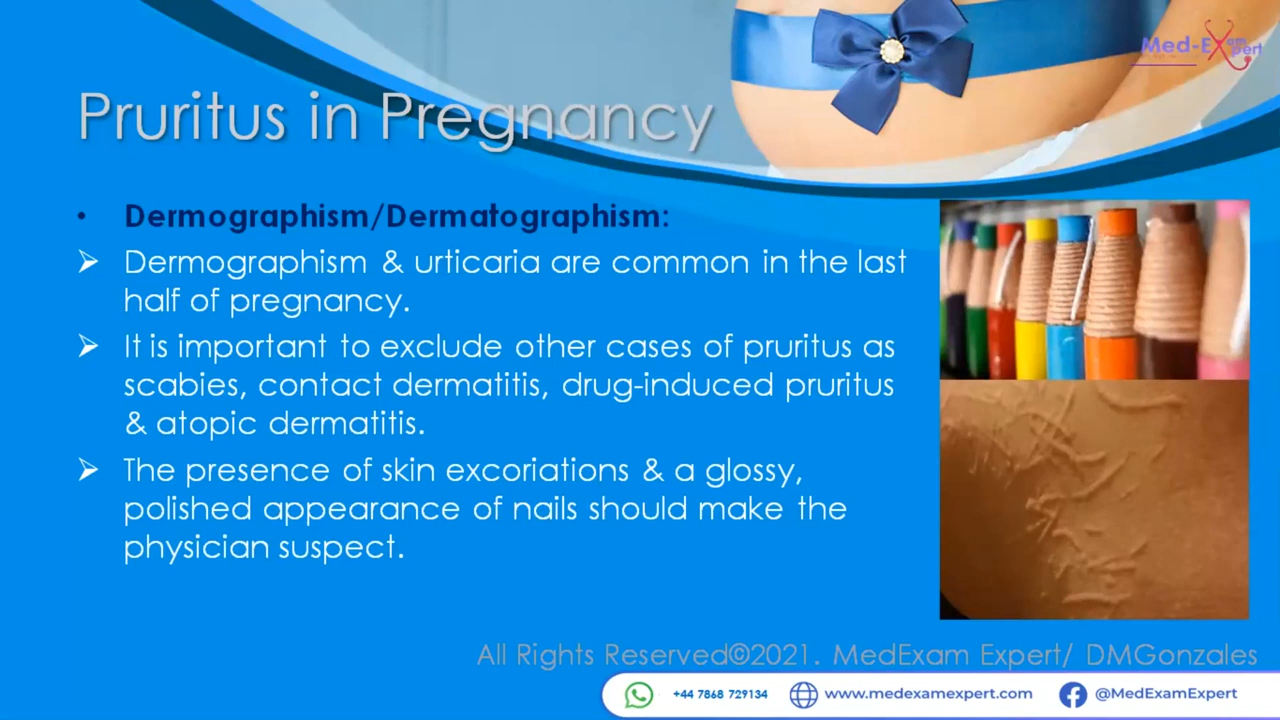 Med-Exam Expert
Pruritus in Pregnancy
• Dermographism/Dermatographism:
➢ Dermographism & urticaria are common in the last
half of pregnancy.
➢ It is important to exclude other cases of pruritus as
scabies, contact dermatitis, drug-induced pruritus
& atopic dermatitis.
➢ The presence of skin excoriations & a glossy,
polished appearance of nails should make the
physician suspect.
All Rights Reserved©2021. MedExam Expert/ DMGonzales
+44 7868 729134 www.medexamexpert.com @MedExamExpert